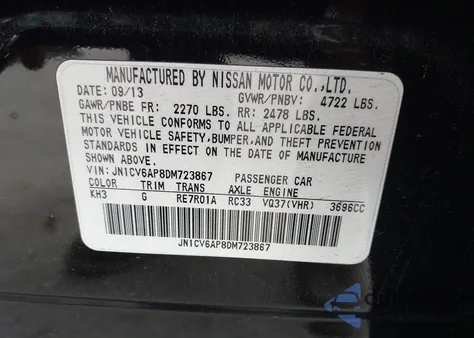 MANUFACTURED BY NISSAN MOTOR CO.,LTD.
DATE: 09/13 GVWR/PNBV: 4722 LBS.
GAWR/PNBE FR: 2270 LBS. RR: 2478 LBS.
THIS VEHICLE CONFORMS TO ALL APPLICABLE FEDERAL
MOTOR VEHICLE SAFETY,BUMPER,AND THEFT PREVENTION
STANDARDS IN EFFECT ON THE DATE OF MANUFACTURE
SHOWN ABOVE.
VIN: JN1CV6AP8DM723867 PASSENGER CAR
COLOR TRIM TRANS AXLE ENGINE
KH3 G RE7R01A RC33 VQ37(VHR) 3696CC
JN1CV6AP8DM723867